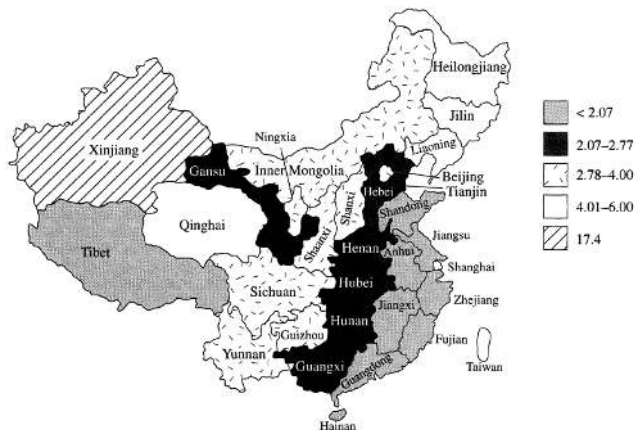 Heilongjiang
Jilin
Liaoning
Ningxia
Xinjiang
Gansu
Inner Mongolia
Beijing
Tianjin
Hebei
Shanxi
Shandong
Qinghai
Shaanxi
Henan
Jiangsu
Anhui
Tibet
Shanghai
Hubei
Sichuan
Zhejiang
Jiangxi
Hunan
Guizhou
Fujian
Yunnan
Guangxi
Guangdong
Taiwan
Hainan
< 2.07
2.07–2.77
2.78–4.00
4.01–6.00
17.4